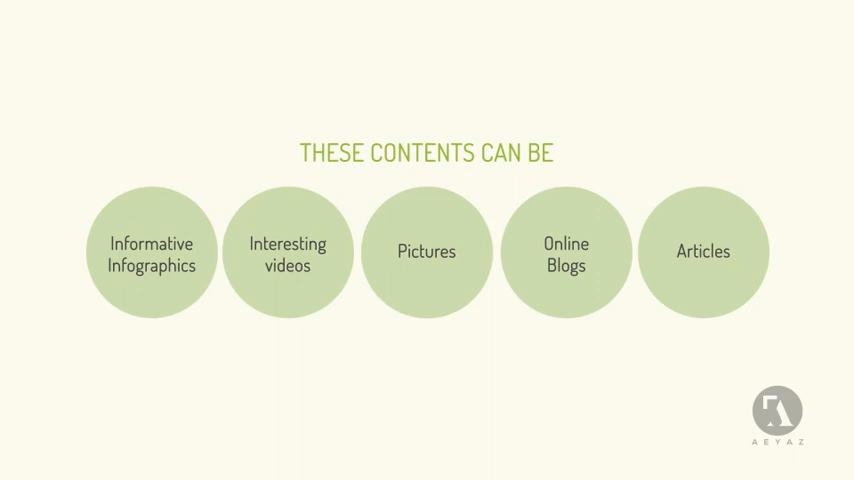 THESE CONTENTS CAN BE
Informative
Infographics
Interesting
videos
Pictures
Online
Blogs
Articles
AEYAZ